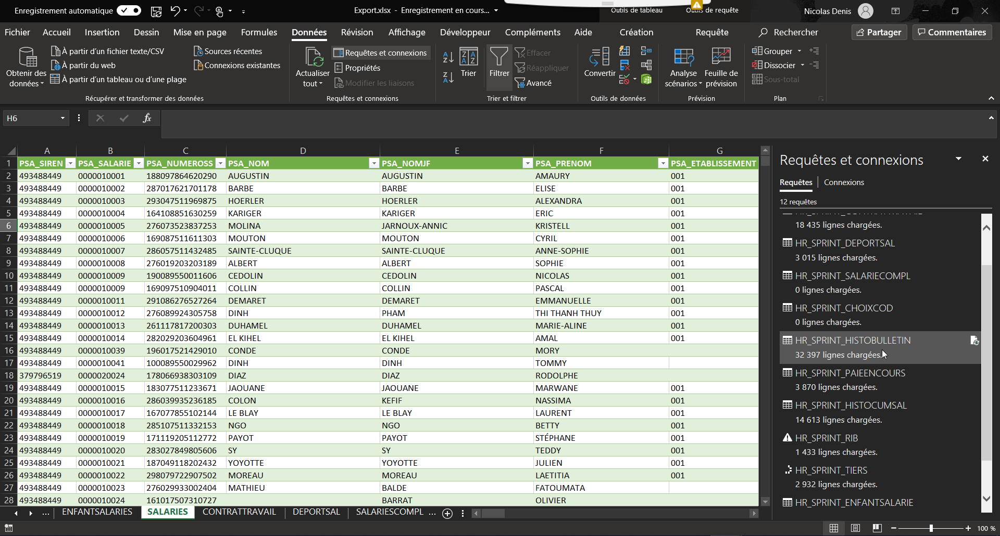 Enregistrement automatique
Export.xlsx - Enregistrement en cours...
Outils de tableau
Outils de requête
Nicolas Denis
Fichier Accueil Insertion Dessin Mise en page Formules Données Révision Affichage Développeur Compléments Aide Création Requête Rechercher
Partager
Commentaires
Obtenir des données
À partir d'un fichier texte/CSV
À partir du web
À partir d'un tableau ou d'une plage
Sources récentes
Connexions existantes
Récupérer et transformer des données
Actualiser tout
Requêtes et connexions
Propriétés
Modifier les liaisons
Requêtes et connexions
Trier
Filtrer
Effacer
Réappliquer
Avancé
Trier et filtrer
Convertir
Outils de données
Analyse scénarios
Feuille de prévision
Prévision
Grouper
Dissocier
Sous-total
Plan
H6
fx
A B C D E F G
1 PSA_SIREN PSA_SALARIE PSA_NUMEROSS PSA_NOM PSA_NOMJF PSA_PRENOM PSA_ETABLISSEMENT
2 493488449 0000010001 188097864620290 AUGUSTIN AUGUSTIN AMAURY 001
3 493488449 0000010002 287017621701178 BARBE BARBE ELISE 001
4 493488449 0000010003 293047511969875 HOERLER HOERLER ALEXANDRA 001
5 493488449 0000010004 164108851630259 KARIGER KARIGER ERIC 001
6 493488449 0000010005 276073523837253 MOLINA JARNOUX-ANNIC KRISTELL 001
7 493488449 0000010006 169087511611303 MOUTON MOUTON CYRIL 001
8 493488449 0000010007 286057511432485 SAINTE-CLUQUE SAINTE-CLUQUE ANNE-SOPHIE 001
9 493488449 0000010008 276019203203189 ALBERT ALBERT SOPHIE 001
10 493488449 0000010009 190089550011606 CEDOLIN CEDOLIN NICOLAS 001
11 493488449 0000010009 169097510904011 COLLIN COLLIN PASCAL 001
12 493488449 0000010011 291086276527264 DEMARET DEMARET EMMANUELLE 001
13 493488449 0000010012 276089924305758 DINH PHAM THI THANH THUY 001
14 493488449 0000010013 261117817200303 DUHAMEL DUHAMEL MARIE-ALINE 001
15 493488449 0000010014 282029203604961 EL KIHEL EL KIHEL AMAL 001
16 493488449 0000010039 196017521429010 CONDE CONDE MORY
17 493488449 0000010041 100089550029962 DINH DINH TOMMY
18 379796519 0000020024 178066938303109 DIAZ DIAZ RODOLPHE
19 493488449 0000010015 183077511233671 JAOUANE JAOUANE MARWANE 001
20 493488449 0000010016 286039935236185 COLON KEFIF NASSIMA 001
21 493488449 0000010017 167077855102144 LE BLAY LE BLAY LAURENT 001
22 493488449 0000010018 285107511332153 NGO NGO BETTY 001
23 493488449 0000010019 171119205112772 PAYOT PAYOT STÉPHANE 001
24 493488449 0000010020 283027849805606 SY SY TEDDY 001
25 493488449 0000010021 187049118202432 YOYOTTE YOYOTTE JULIEN 001
26 493488449 0000010022 298079722907502 MOREAU MOREAU LAETITIA 001
27 493488449 0000010023 276029933002404 MATHIEU BALDE FATOUMATA
28 493488449 0000010024 161017507310727 BARRAT OLIVIER
... ENFANTSALARIES SALARIES CONTRATTRAVAIL DEPORTSAL SALARIESCOMPL ...
Requêtes et connexions
Requêtes Connexions
12 requêtes
18 435 lignes chargées.
HR_SPRINT_DEPORTSAL
3 015 lignes chargées.
HR_SPRINT_SALARIECOMPL
0 lignes chargées.
HR_SPRINT_CHOIXCOD
0 lignes chargées.
HR_SPRINT_HISTOBULLETIN
32 397 lignes chargées.
HR_SPRINT_PAIEENCOURS
3 870 lignes chargées.
HR_SPRINT_HISTOCUMSAL
14 613 lignes chargées.
HR_SPRINT_RIB
1 433 lignes chargées.
HR_SPRINT_TIERS
2 932 lignes chargées.
HR_SPRINT_ENFANTSALARIE
100 %